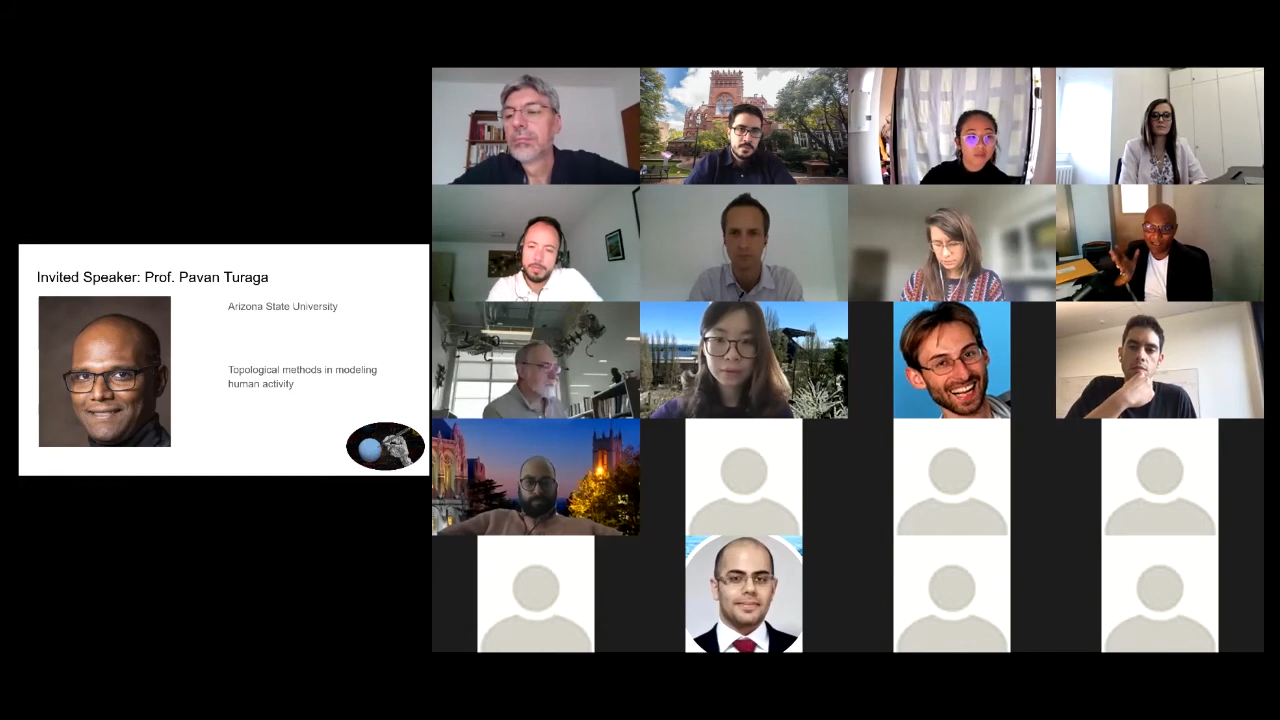 Invited Speaker: Prof. Pavan Turaga
Arizona State University
Topological methods in modeling
human activity